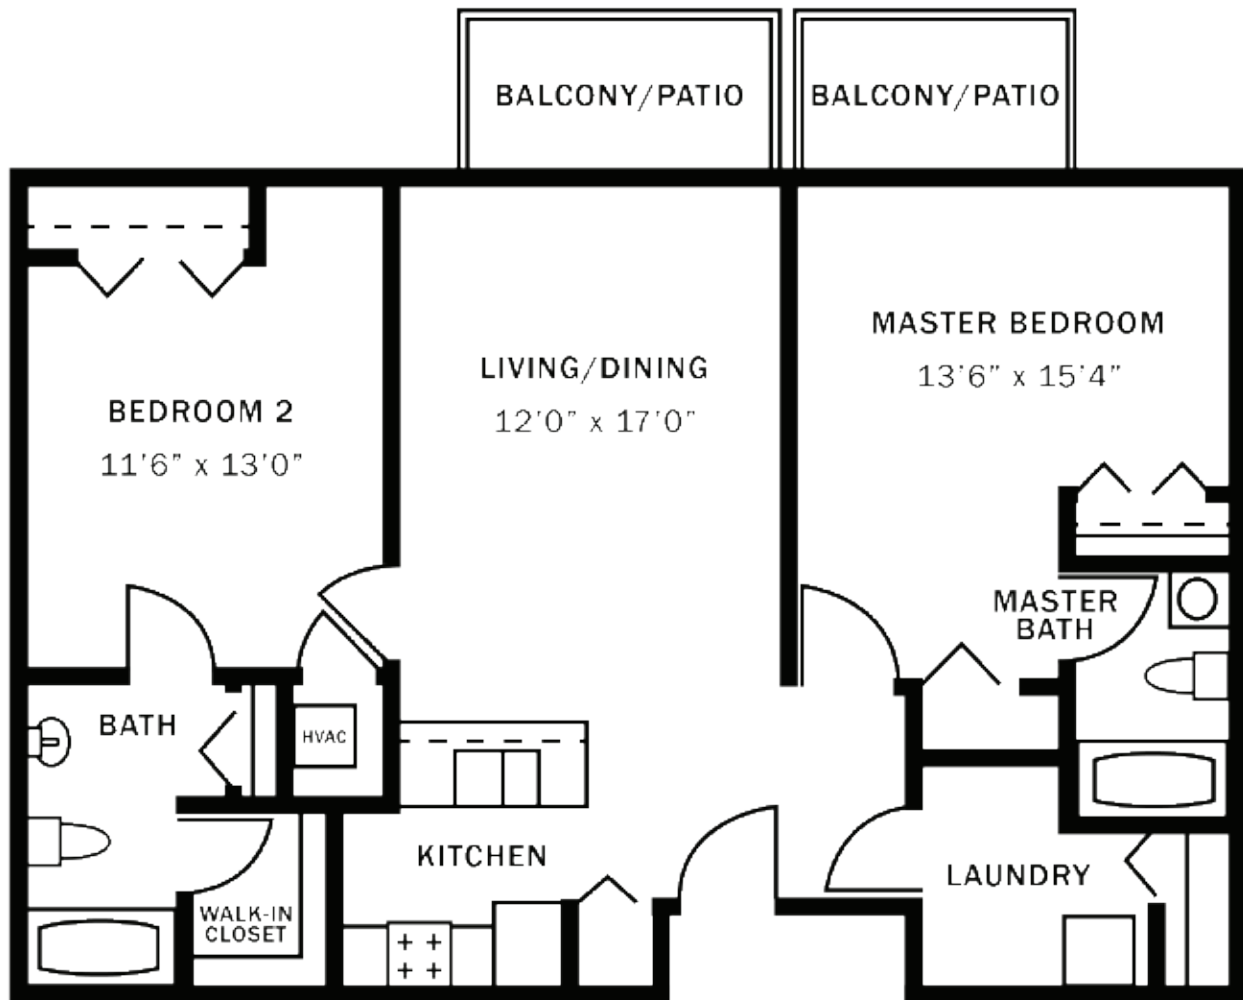 BALCONY/PATIO
BALCONY/PATIO
MASTER BEDROOM
13'6" x 15'4"
LIVING/DINING
12'0" x 17'0"
BEDROOM 2
11'6" x 13'0"
MASTER
BATH
BATH
HVAC
KITCHEN
LAUNDRY
WALK-IN
CLOSET